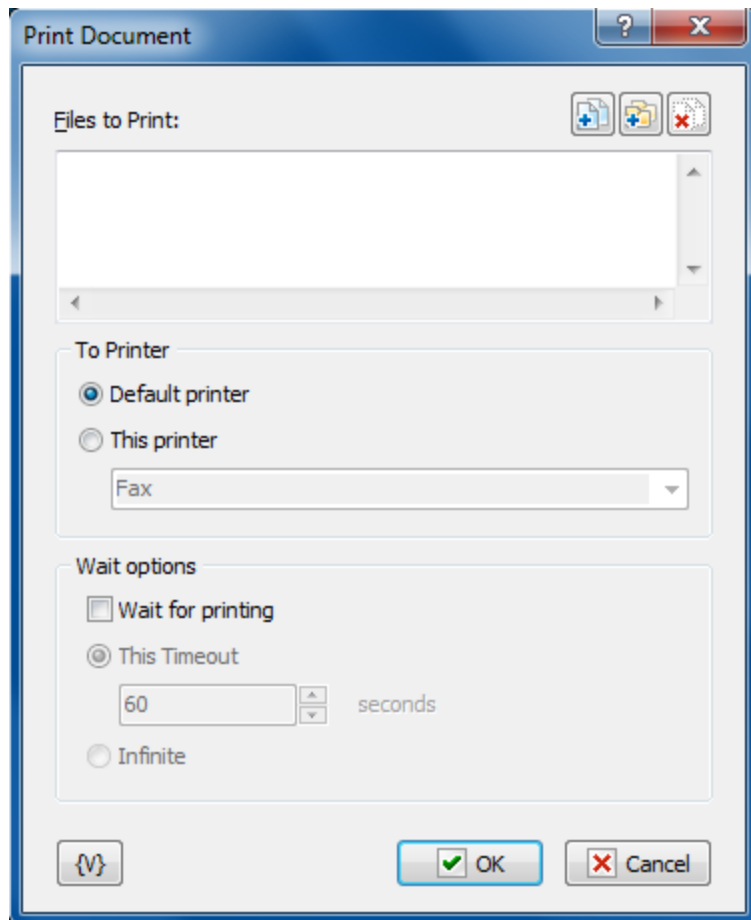 Print Document
Files to Print:
To Printer
Default printer
This printer
Fax
Wait options
Wait for printing
This Timeout
60 seconds
Infinite
{V} OK Cancel